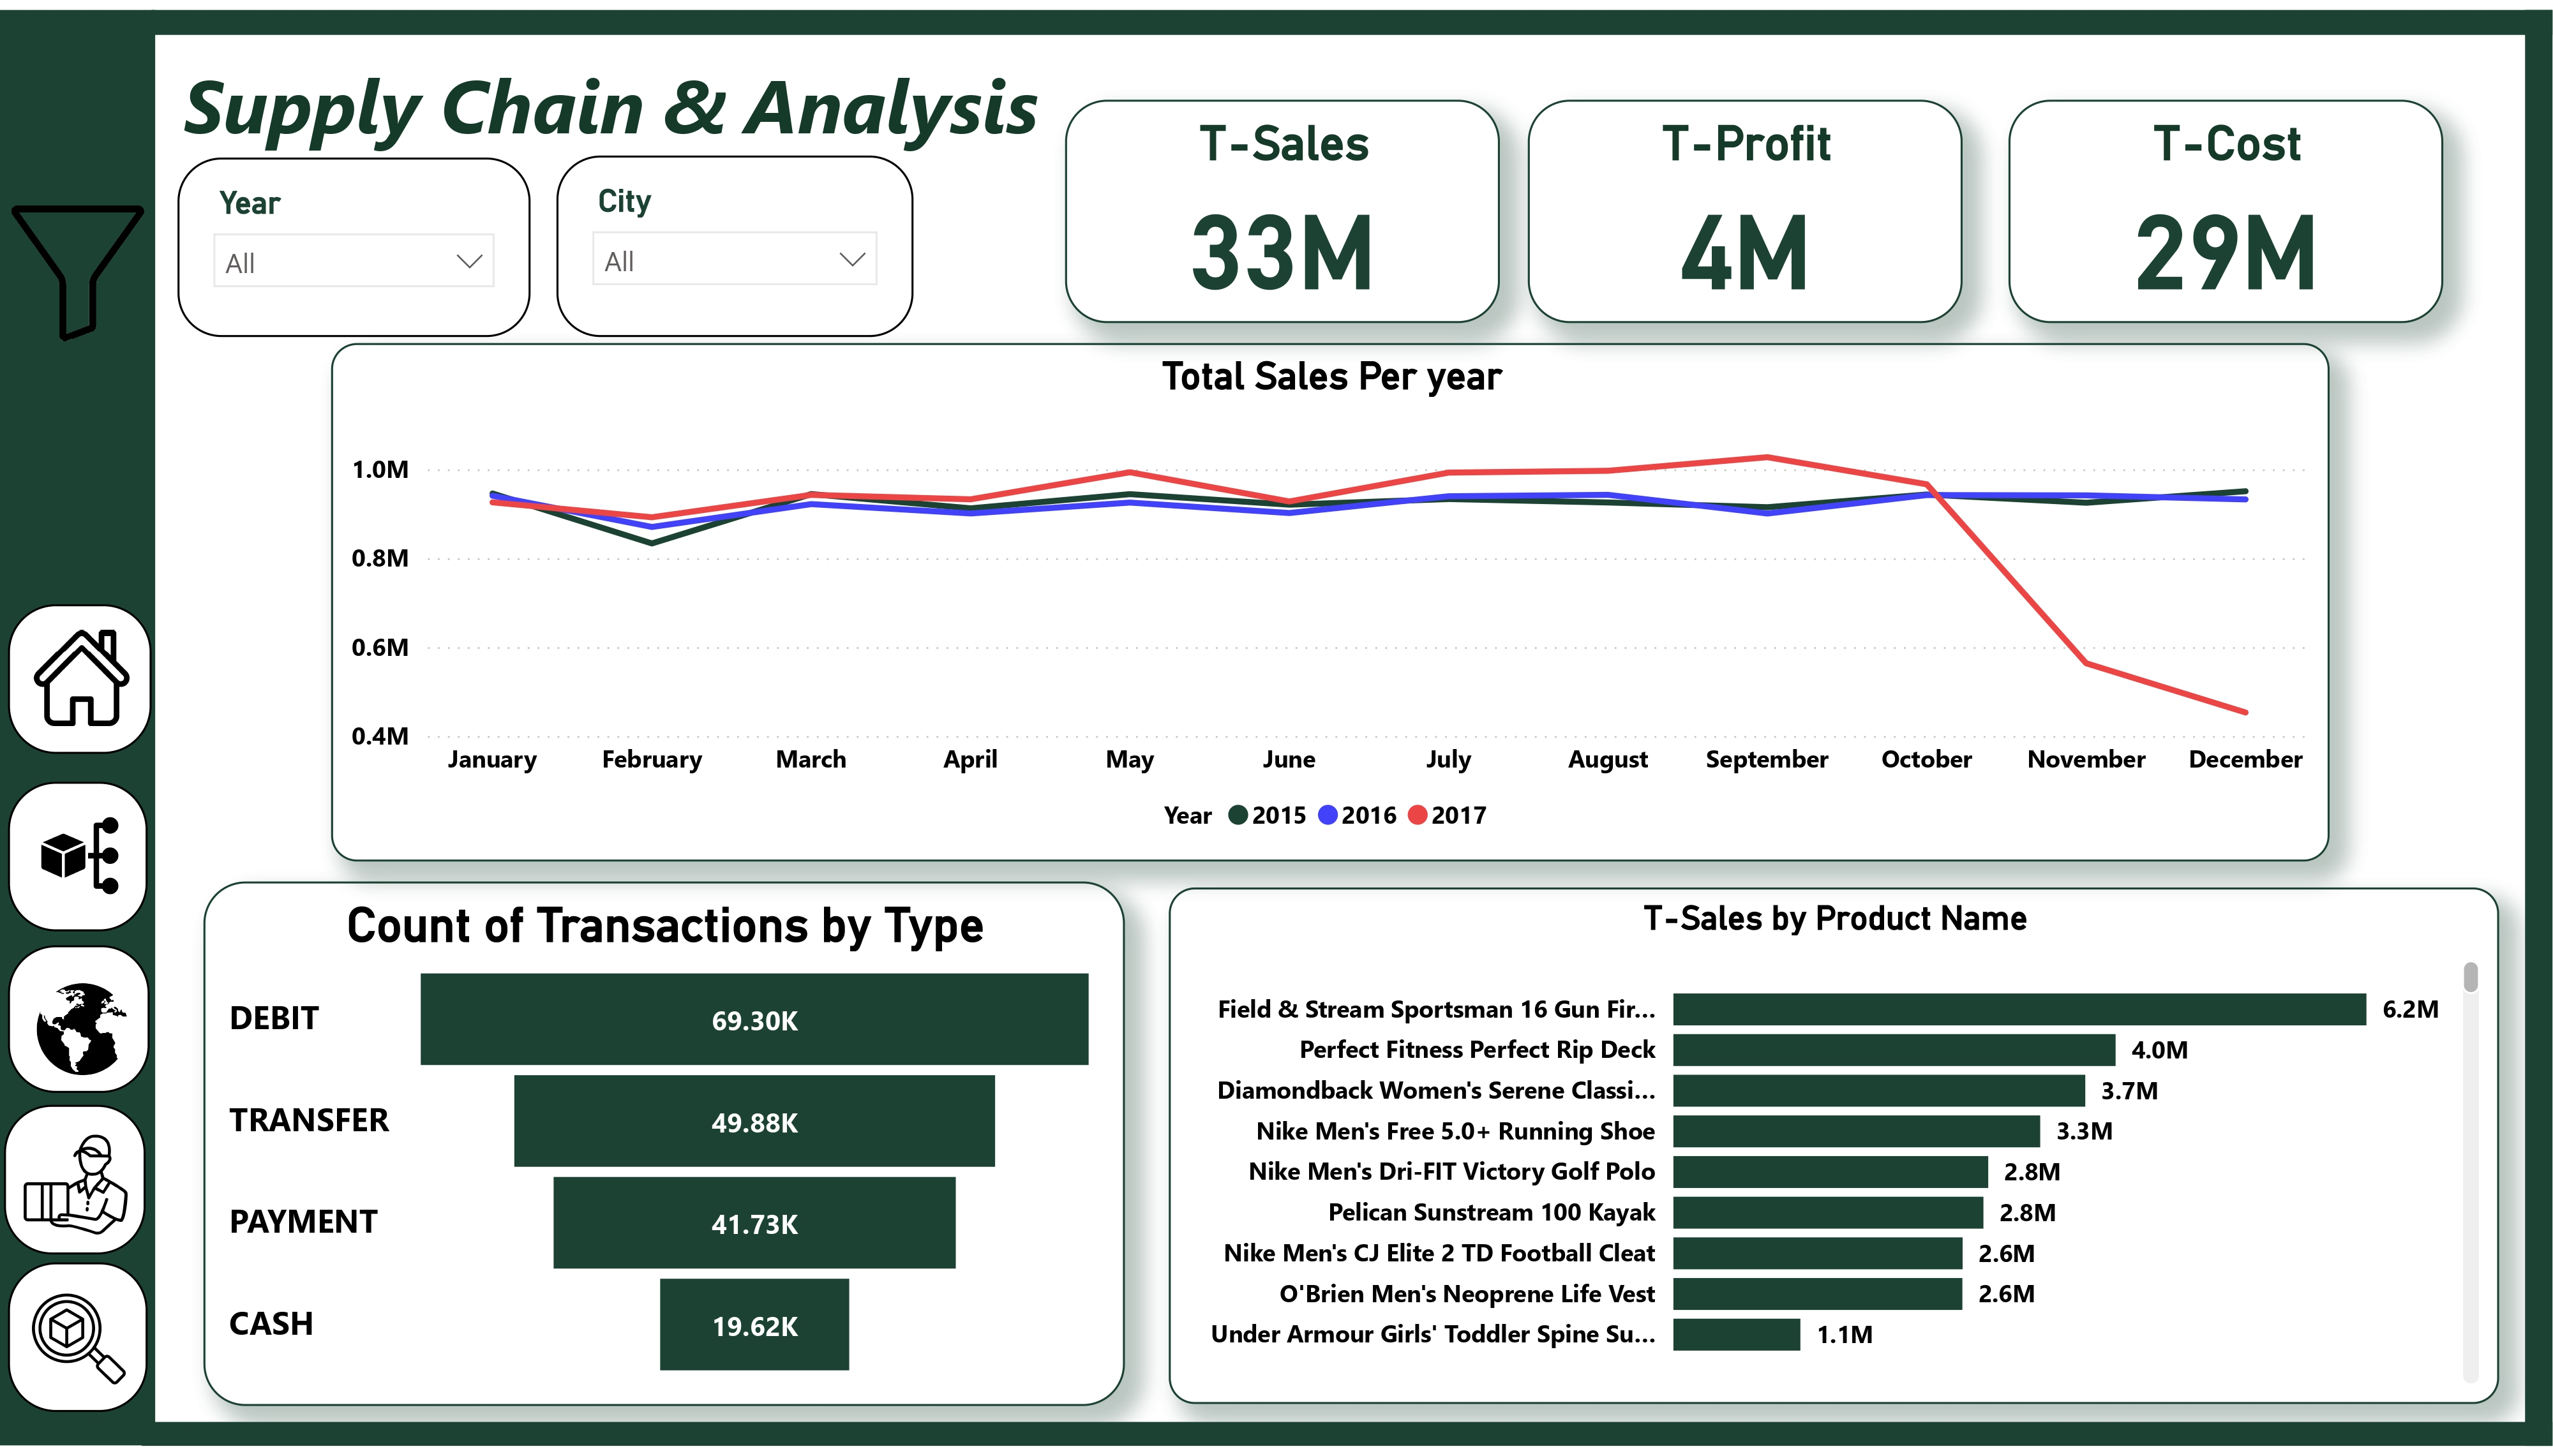 Supply Chain & Analysis
Year
All
City
All
T-Sales
33M
T-Profit
4M
T-Cost
29M
Total Sales Per year
1.0M
0.8M
0.6M
0.4M
January February March April May June July August September October November December
Year 2015 2016 2017
Count of Transactions by Type
DEBIT 69.30K
TRANSFER 49.88K
PAYMENT 41.73K
CASH 19.62K
T-Sales by Product Name
Field & Stream Sportsman 16 Gun Fir... 6.2M
Perfect Fitness Perfect Rip Deck 4.0M
Diamondback Women's Serene Classi... 3.7M
Nike Men's Free 5.0+ Running Shoe 3.3M
Nike Men's Dri-FIT Victory Golf Polo 2.8M
Pelican Sunstream 100 Kayak 2.8M
Nike Men's CJ Elite 2 TD Football Cleat 2.6M
O'Brien Men's Neoprene Life Vest 2.6M
Under Armour Girls' Toddler Spine Su... 1.1M